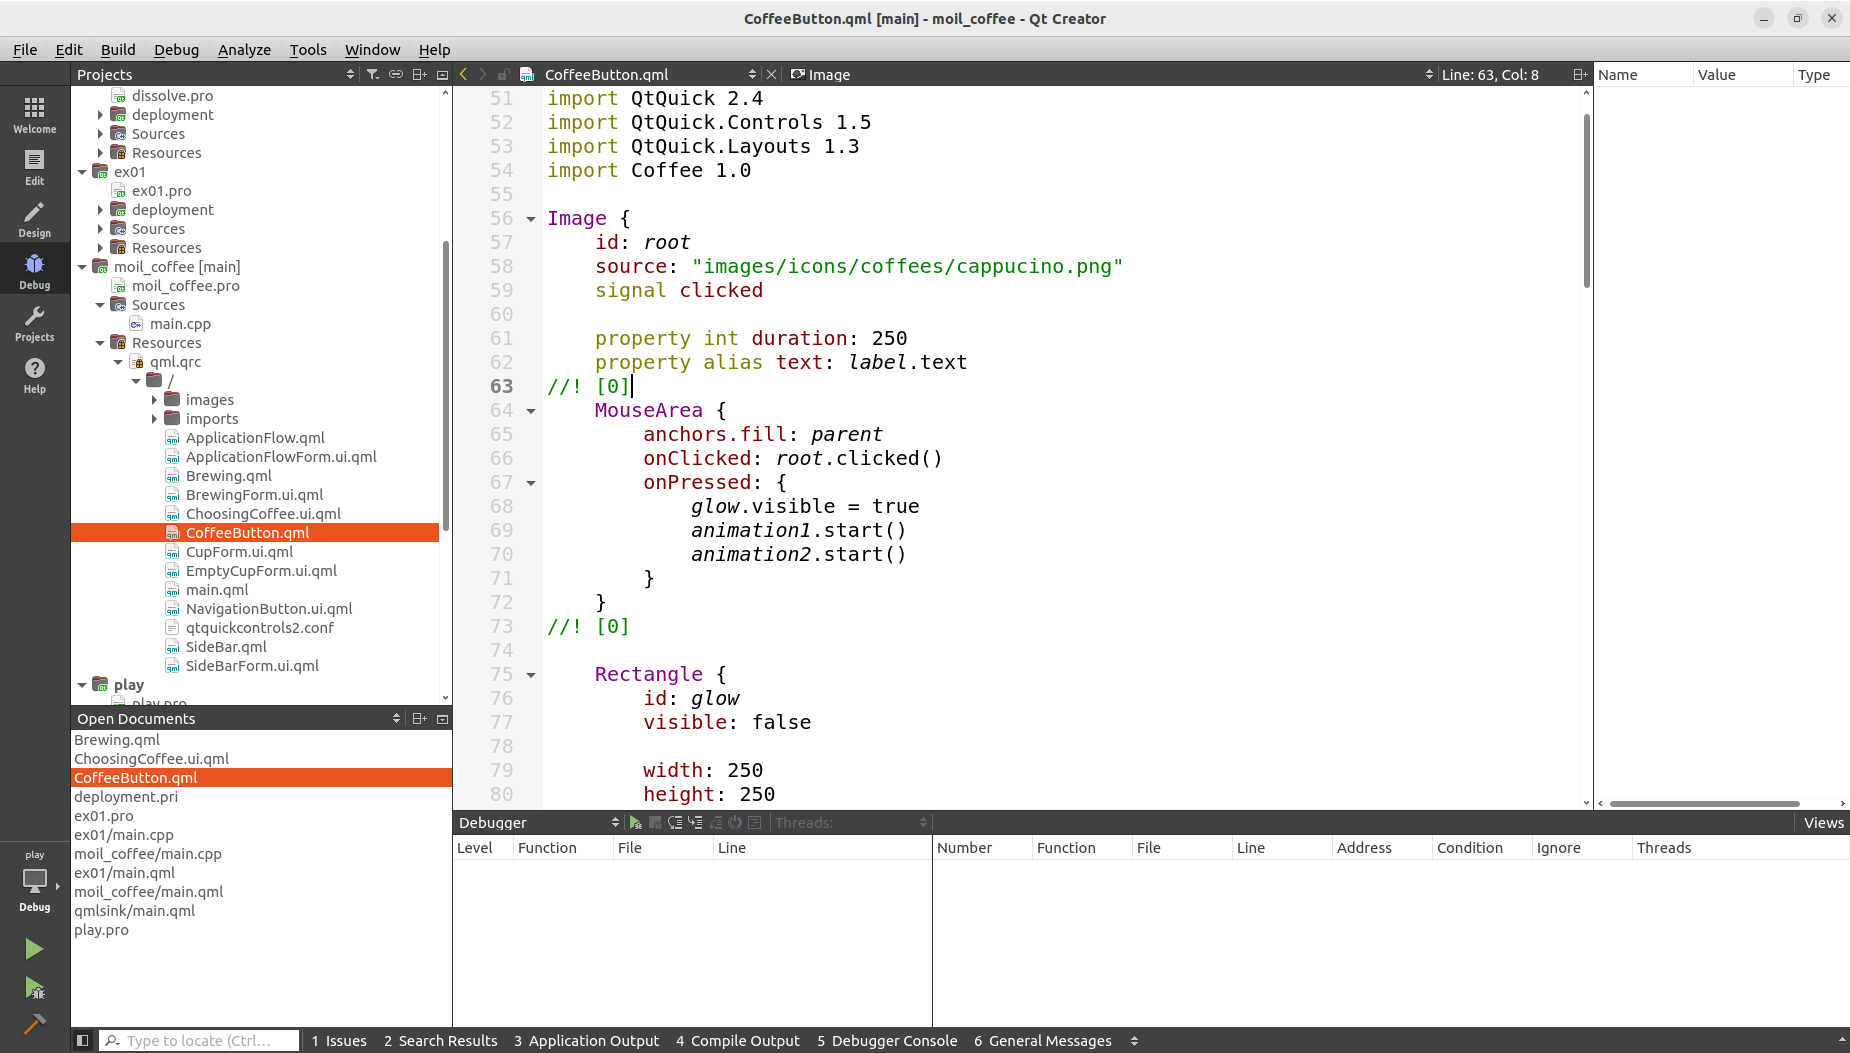 CoffeeButton.qml [main] - moil_coffee - Qt Creator
File Edit Build Debug Analyze Tools Window Help
Projects
CoffeeButton.qml
Image
Line: 63, Col: 8
Name Value Type
Welcome
Edit
Design
Debug
Projects
Help
dissolve.pro
deployment
Sources
Resources
ex01
ex01.pro
deployment
Sources
Resources
moil_coffee [main]
moil_coffee.pro
Sources
main.cpp
Resources
qml.qrc
/
images
imports
ApplicationFlow.qml
ApplicationFlowForm.ui.qml
Brewing.qml
BrewingForm.ui.qml
ChoosingCoffee.ui.qml
CoffeeButton.qml
CupForm.ui.qml
EmptyCupForm.ui.qml
main.qml
NavigationButton.ui.qml
qtquickcontrols2.conf
SideBar.qml
SideBarForm.ui.qml
play
play.pro
51 import QtQuick 2.4
52 import QtQuick.Controls 1.5
53 import QtQuick.Layouts 1.3
54 import Coffee 1.0
55
56 Image {
57     id: root
58     source: "images/icons/coffees/cappucino.png"
59     signal clicked
60
61     property int duration: 250
62     property alias text: label.text
63 //! [0]
64     MouseArea {
65         anchors.fill: parent
66         onClicked: root.clicked()
67         onPressed: {
68             glow.visible = true
69             animation1.start()
70             animation2.start()
71         }
72     }
73 //! [0]
74
75     Rectangle {
76         id: glow
77         visible: false
78
79         width: 250
80         height: 250
Open Documents
Brewing.qml
ChoosingCoffee.ui.qml
CoffeeButton.qml
deployment.pri
ex01.pro
ex01/main.cpp
moil_coffee/main.cpp
ex01/main.qml
moil_coffee/main.qml
qmlsink/main.qml
play.pro
play
Debug
Debugger
Threads:
Views
Level Function File Line
Number Function File Line Address Condition Ignore Threads
Type to locate (Ctrl...
1 Issues 2 Search Results 3 Application Output 4 Compile Output 5 Debugger Console 6 General Messages